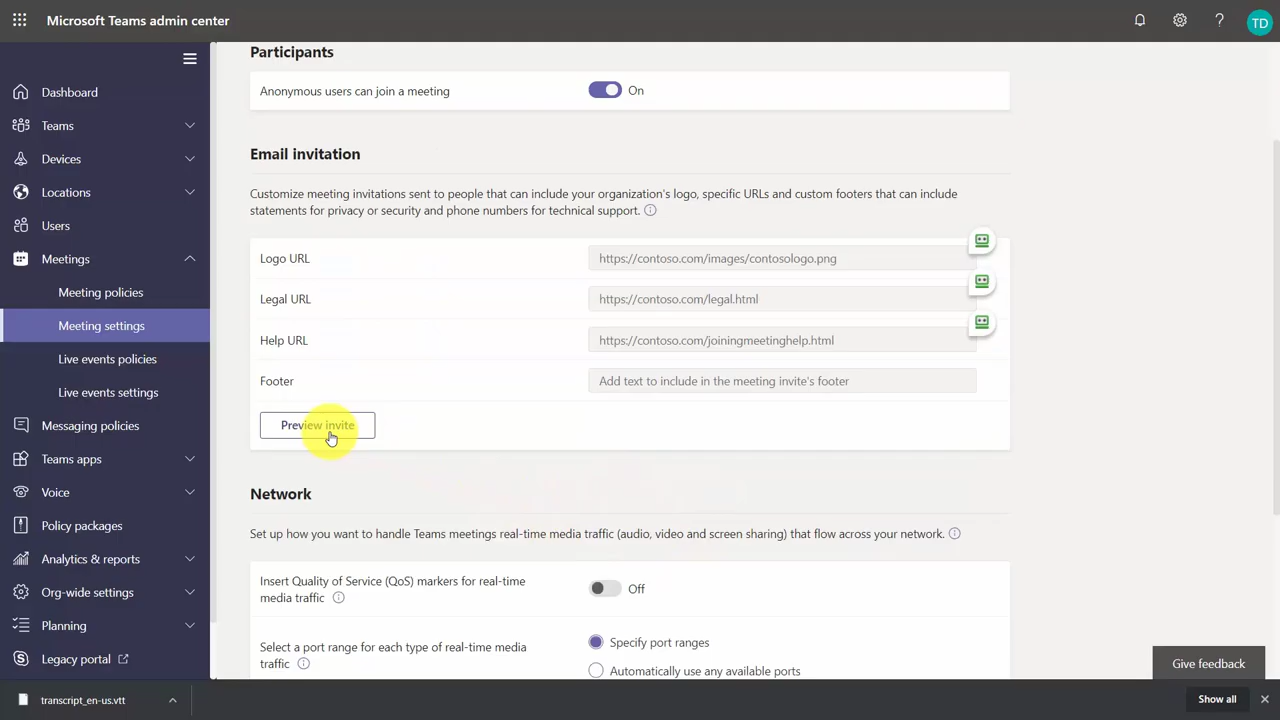 Microsoft Teams admin center
TD
Dashboard
Teams
Devices
Locations
Users
Meetings
Meeting policies
Meeting settings
Live events policies
Live events settings
Messaging policies
Teams apps
Voice
Policy packages
Analytics & reports
Org-wide settings
Planning
Legacy portal
Participants
Anonymous users can join a meeting
On
Email invitation
Customize meeting invitations sent to people that can include your organization's logo, specific URLs and custom footers that can include
statements for privacy or security and phone numbers for technical support.
Logo URL
https://contoso.com/images/contosologo.png
Legal URL
https://contoso.com/legal.html
Help URL
https://contoso.com/joiningmeetinghelp.html
Footer
Add text to include in the meeting invite's footer
Preview invite
Network
Set up how you want to handle Teams meetings real-time media traffic (audio, video and screen sharing) that flow across your network.
Insert Quality of Service (QoS) markers for real-time
media traffic
Off
Select a port range for each type of real-time media
traffic
Specify port ranges
Automatically use any available ports
Give feedback
transcript_en-us.vtt
Show all